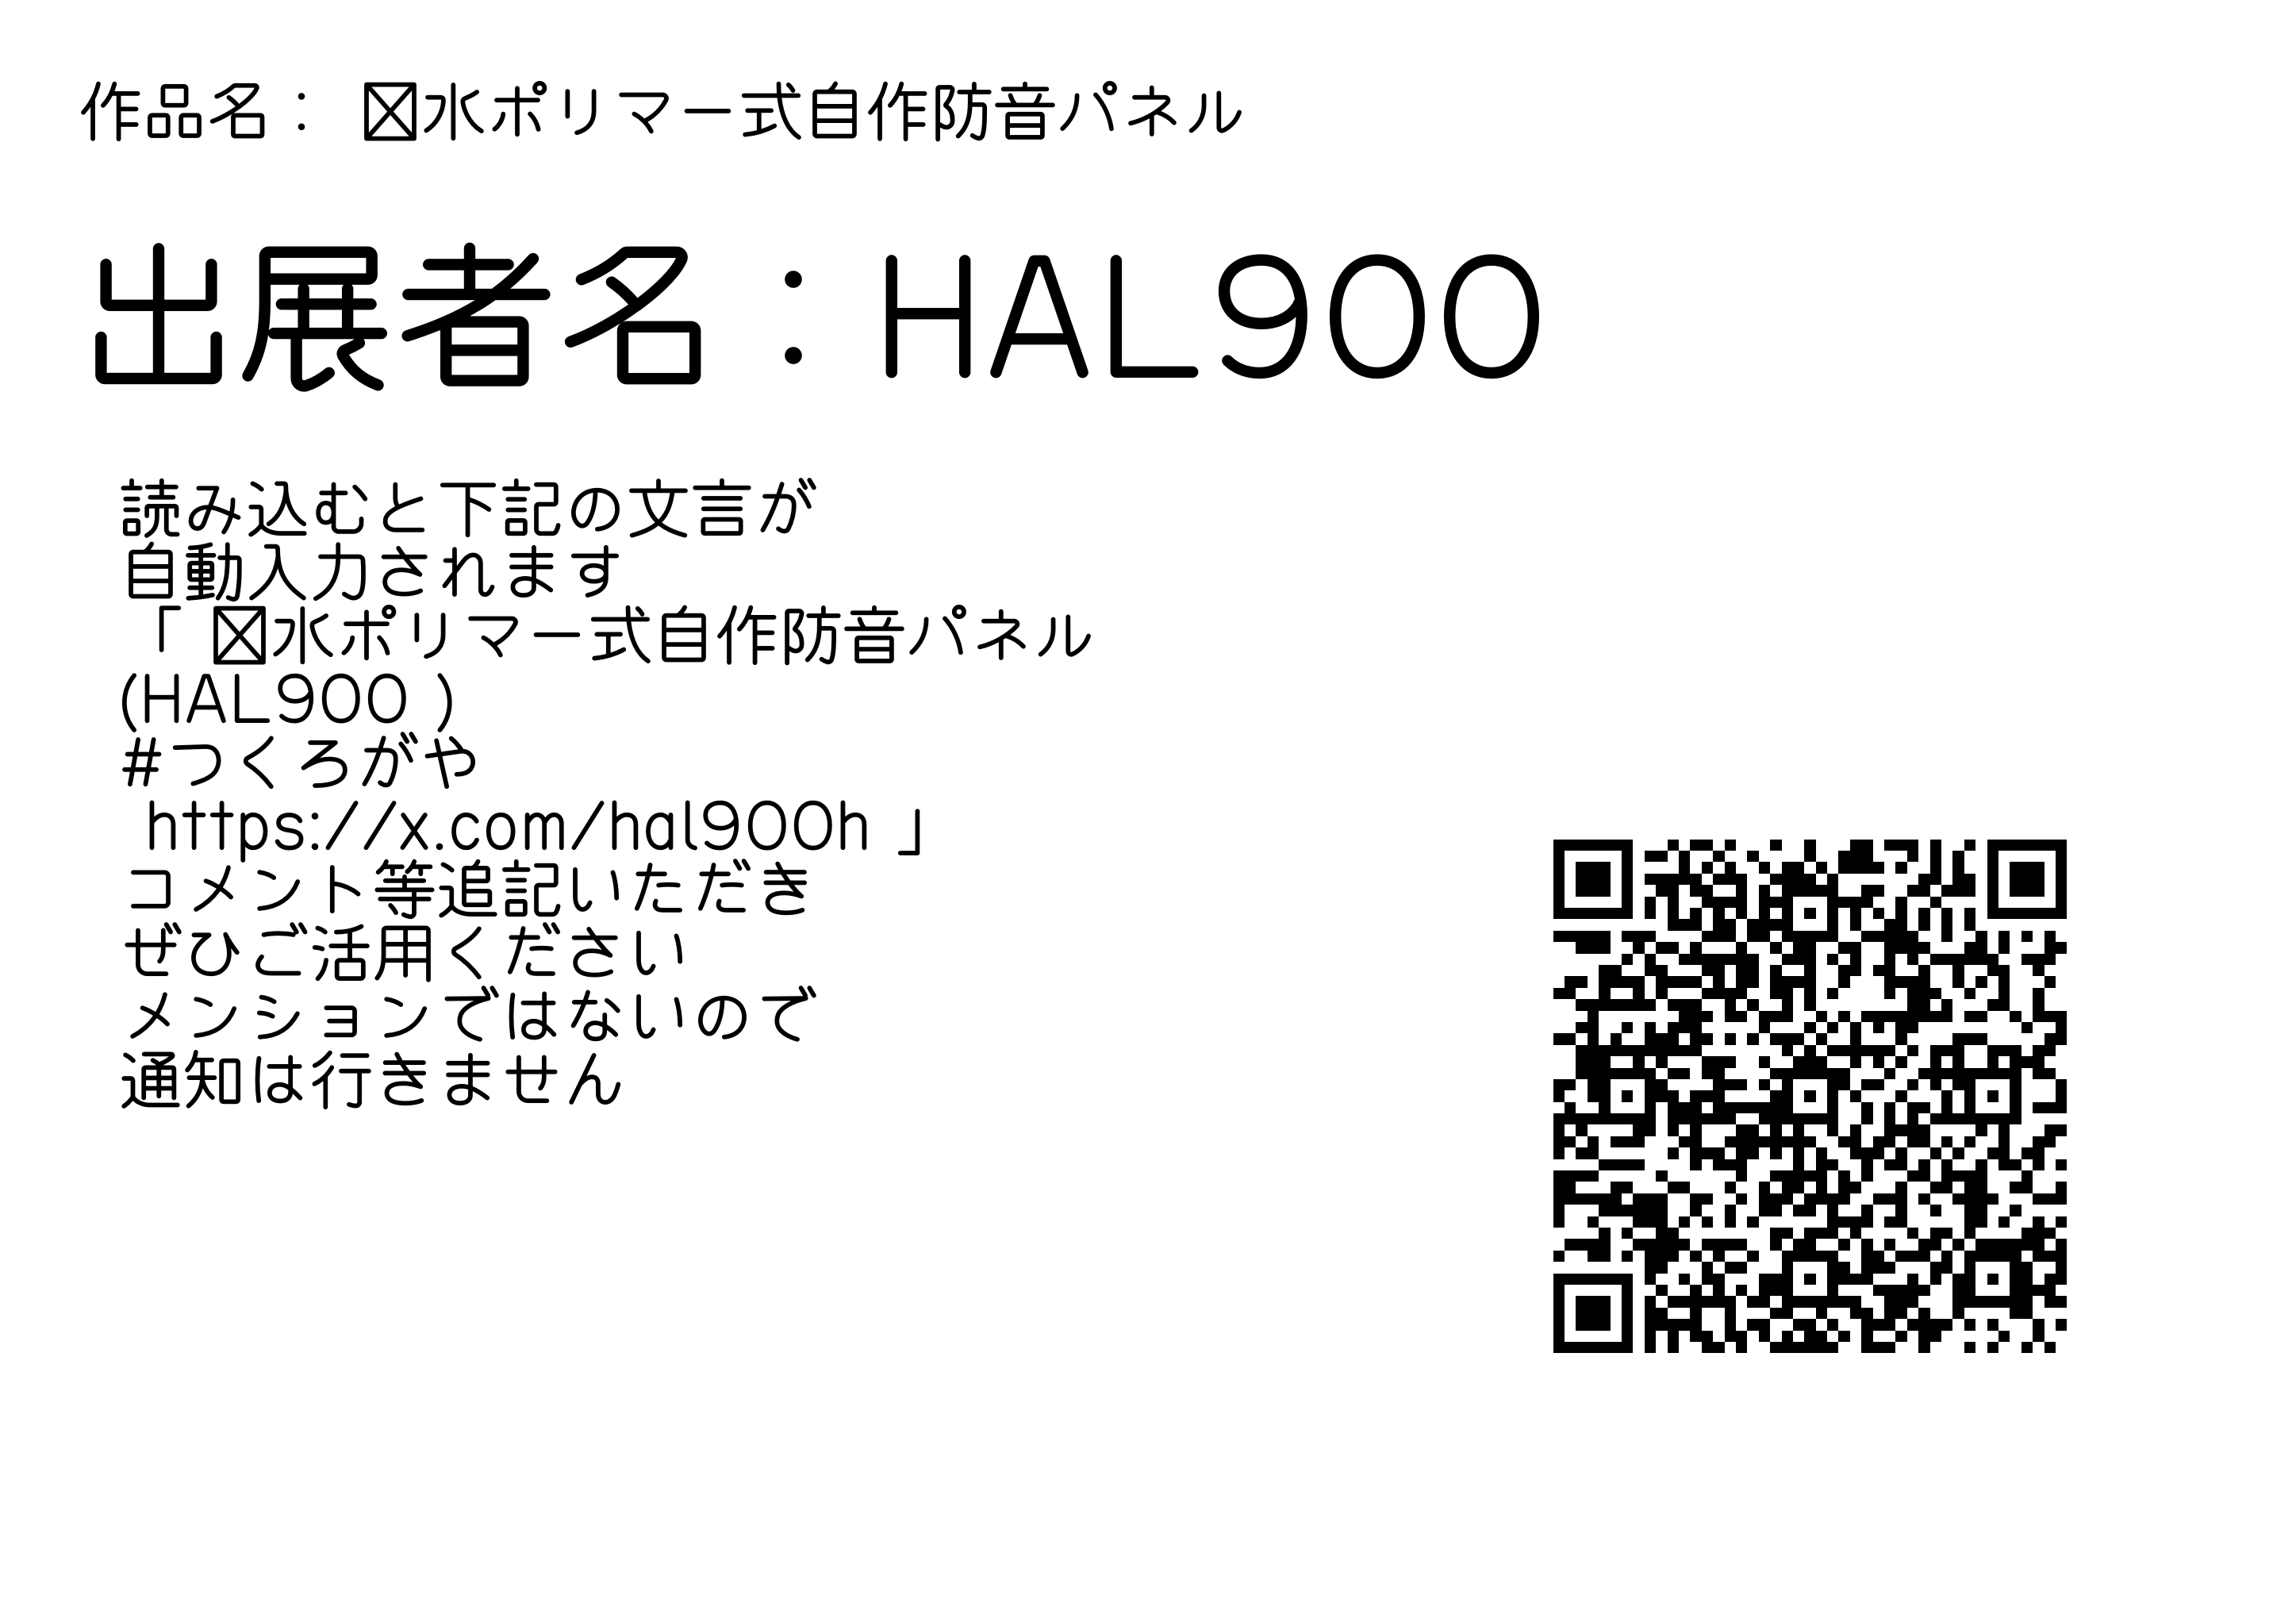 作品名： 水ポリマー式自作防音パネル
出展者名：HAL900
読み込むと下記の文言が
自動入力されます
「 水ポリマー式自作防音パネル
(HAL900 )
#つくろがや
https://x.com/hal900h 」
コメント等追記いただき
ぜひご活用ください
メンションではないので
通知は行きません